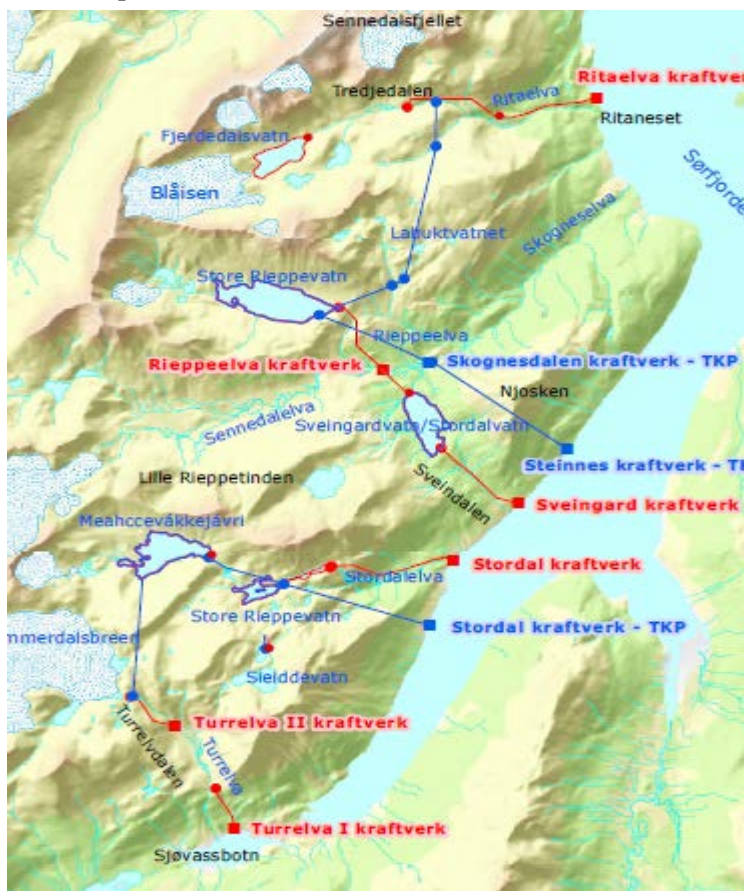 Sennedalsfjellet
Ritaelva kraftverk
Tredjedalen
Ritaelva
Ritaneset
Fjerdedalsvatn
Blåisen
Sørfjorde
Labuktvatnet
Skogneselva
Store Rieppevatn
Rieppeelva
Rieppeelva kraftverk
Skognesdalen kraftverk - TKP
Njosken
Sennedalelva
Sveingardvatn/Stordalvatn
Steinnes kraftverk - TK
Lille Rieppetinden
Sveindalen
Sveingard kraftverk
Meahccevákkejávri
Stordalelva
Stordal kraftverk
Store Rieppevatn
Stordal kraftverk - TKP
mmerdalsbreen
Sleiddevatn
Turrelvdalen
Turrelva II kraftverk
Turrelva
Turrelva I kraftverk
Sjøvassbotn